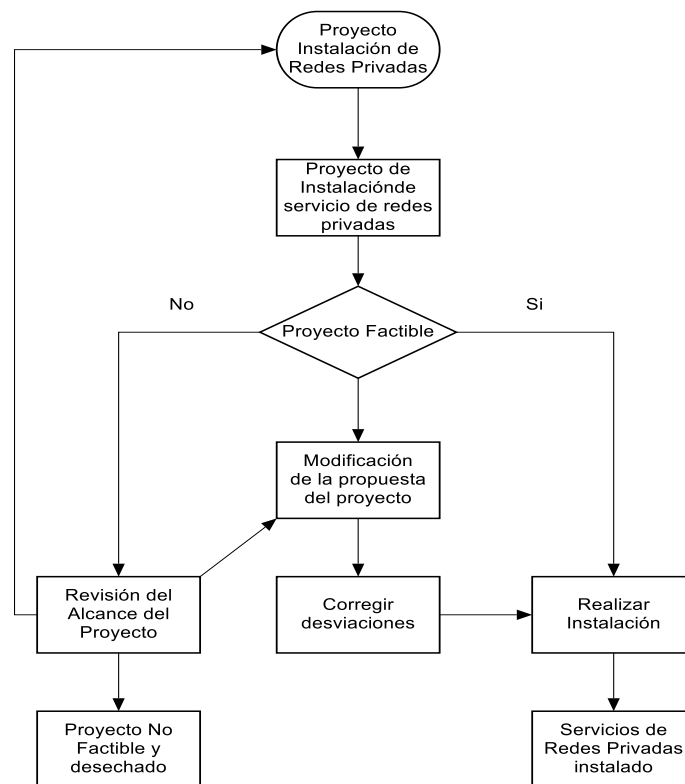 Proyecto
Instalación de
Redes Privadas
Proyecto de
Instalaciónde
servicio de redes
privadas
No
Si
Proyecto Factible
Modificación
de la propuesta
del proyecto
Revisión del
Alcance del
Proyecto
Corregir
desviaciones
Realizar
Instalación
Proyecto No
Factible y
desechado
Servicios de
Redes Privadas
instalado